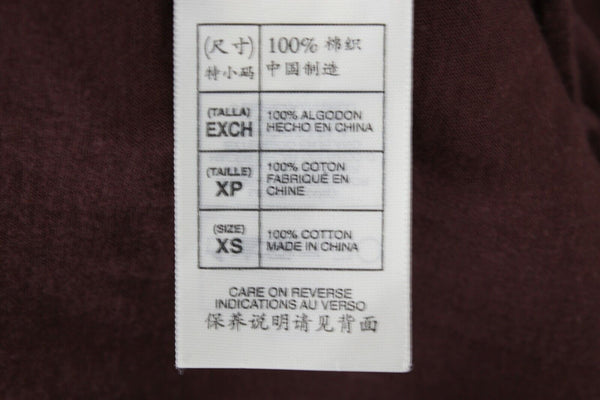 (尺寸) 100% 棉织
特小码 中国制造
(TALLA) 100% ALGODON
EXCH HECHO EN CHINA
(TAILLE) 100% COTON
XP FABRIQUÉ EN
CHINE
(SIZE) 100% COTTON
XS MADE IN CHINA
CARE ON REVERSE
INDICATIONS AU VERSO
保养说明请见背面